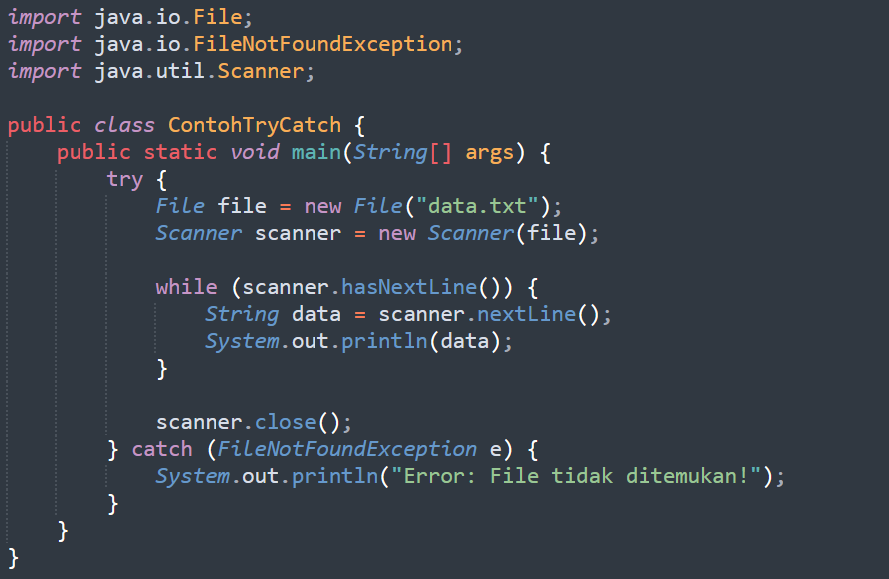 import java.io.File;
import java.io.FileNotFoundException;
import java.util.Scanner;

public class ContohTryCatch {
    public static void main(String[] args) {
        try {
            File file = new File("data.txt");
            Scanner scanner = new Scanner(file);

            while (scanner.hasNextLine()) {
                String data = scanner.nextLine();
                System.out.println(data);
            }

            scanner.close();
        } catch (FileNotFoundException e) {
            System.out.println("Error: File tidak ditemukan!");
        }
    }
}